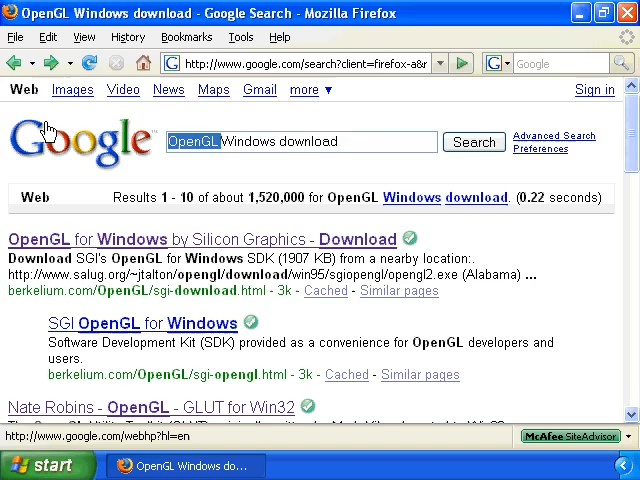 OpenGL Windows download - Google Search - Mozilla Firefox
File Edit View History Bookmarks Tools Help
http://www.google.com/search?client=firefox-a&r
Google
Web Images Video News Maps Gmail more ▼ Sign in
Google™
OpenGL Windows download
Search
Advanced Search
Preferences
Web Results 1 - 10 of about 1,520,000 for OpenGL Windows download. (0.22 seconds)
OpenGL for Windows by Silicon Graphics - Download
Download SGI's OpenGL for Windows SDK (1907 KB) from a nearby location:.
http://www.salug.org/~jtalton/opengl/download/win95/sgiopengl/opengl2.exe (Alabama) ...
berkelium.com/OpenGL/sgi-download.html - 3k - Cached - Similar pages
SGI OpenGL for Windows
Software Development Kit (SDK) provided as a convenience for OpenGL developers and
users.
berkelium.com/OpenGL/sgi-opengl.html - 3k - Cached - Similar pages
Nate Robins - OpenGL - GLUT for Win32
http://www.google.com/webhp?hl=en
McAfee SiteAdvisor
start
OpenGL Windows do...